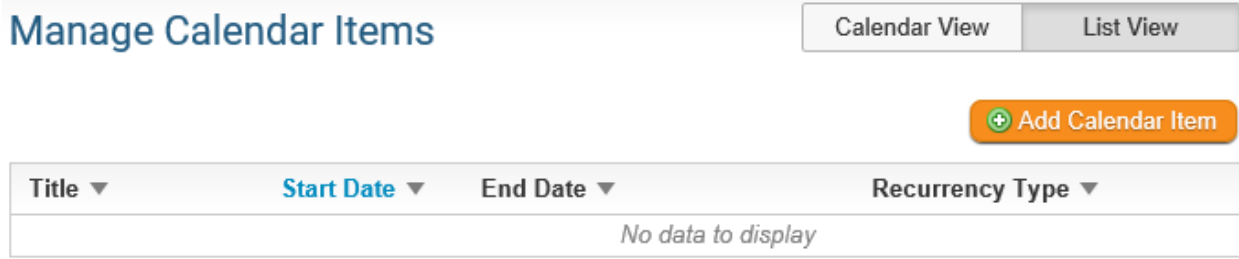 Manage Calendar Items
Calendar View List View
Add Calendar Item
Title Start Date End Date Recurrency Type
No data to display